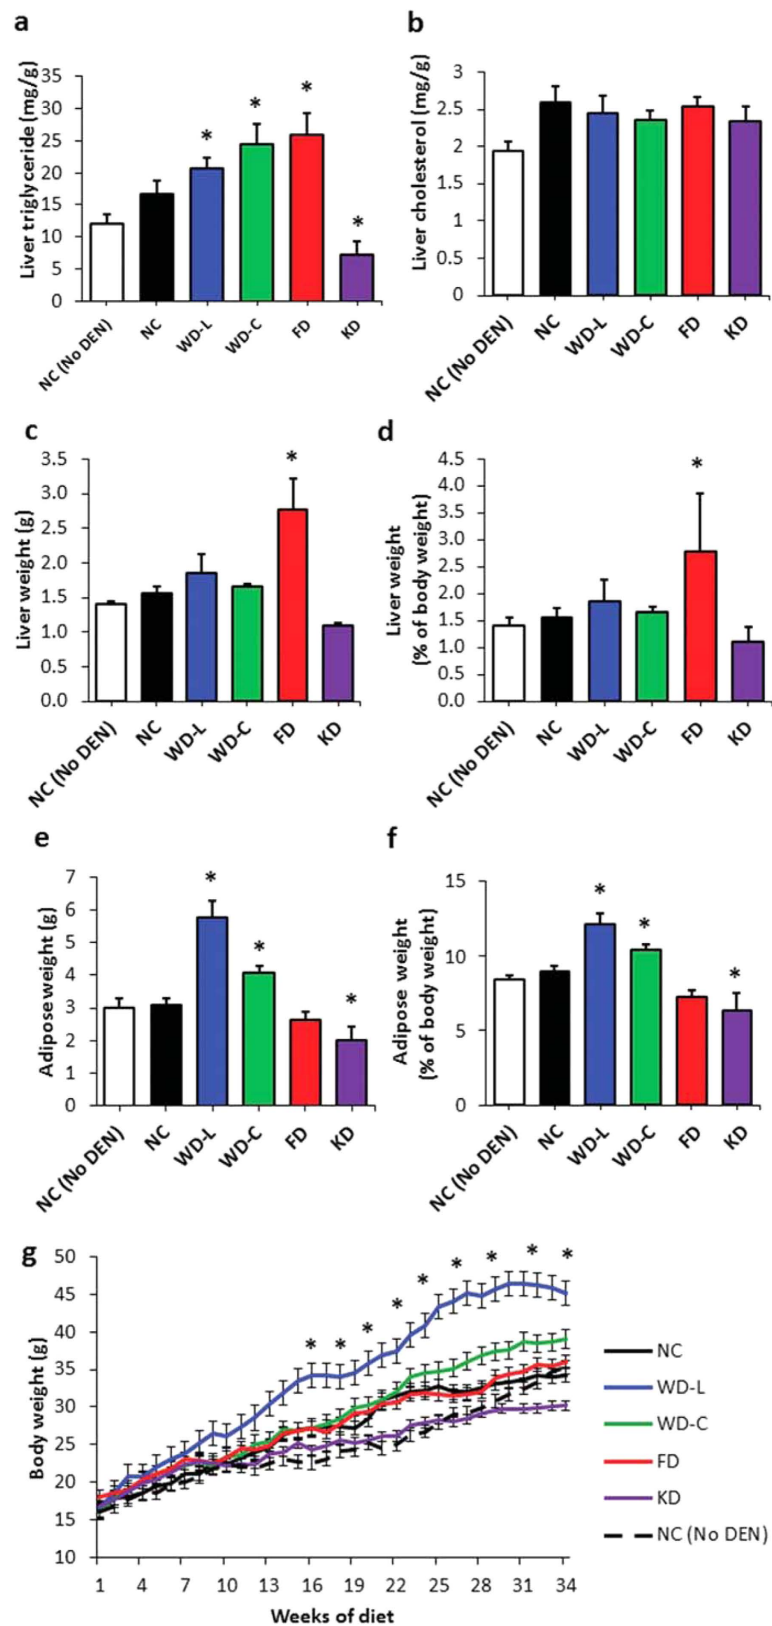 a
Liver triglyceride (mg/g)
35
30
25
20
15
10
5
0
* * * *
NC (No DEN) NC WD-L WD-C FD KD
b
Liver cholesterol (mg/g)
3
2.5
2
1.5
1
0.5
0
NC (No DEN) NC WD-L WD-C FD KD
c
Liver weight (g)
3.5
3.0
2.5
2.0
1.5
1.0
0.5
0.0
*
NC (No DEN) NC WD-L WD-C FD KD
d
Liver weight
(% of body weight)
4.5
4.0
3.5
3.0
2.5
2.0
1.5
1.0
0.5
0.0
*
NC (No DEN) NC WD-L WD-C FD KD
e
Adipose weight (g)
7
6
5
4
3
2
1
0
* * *
NC (No DEN) NC WD-L WD-C FD KD
f
Adipose weight
(% of body weight)
15
10
5
0
* * *
NC (No DEN) NC WD-L WD-C FD KD
g
Body weight (g)
50
45
40
35
30
25
20
15
10
* * * * * * * * *
1 4 7 10 13 16 19 22 25 28 31 34
Weeks of diet
NC
WD-L
WD-C
FD
KD
NC (No DEN)